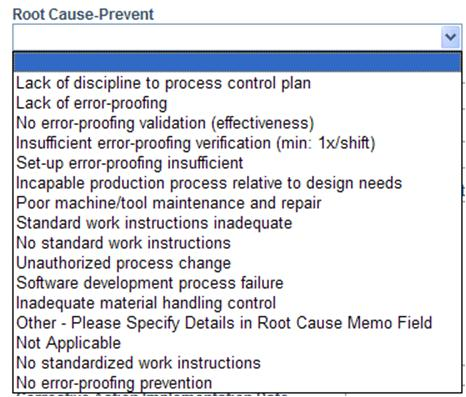 Root Cause-Prevent
Lack of discipline to process control plan
Lack of error-proofing
No error-proofing validation (effectiveness)
Insufficient error-proofing verification (min: 1x/shift)
Set-up error-proofing insufficient
Incapable production process relative to design needs
Poor machine/tool maintenance and repair
Standard work instructions inadequate
No standard work instructions
Unauthorized process change
Software development process failure
Inadequate material handling control
Other - Please Specify Details in Root Cause Memo Field
Not Applicable
No standardized work instructions
No error-proofing prevention
Corrective Action Implementation Date